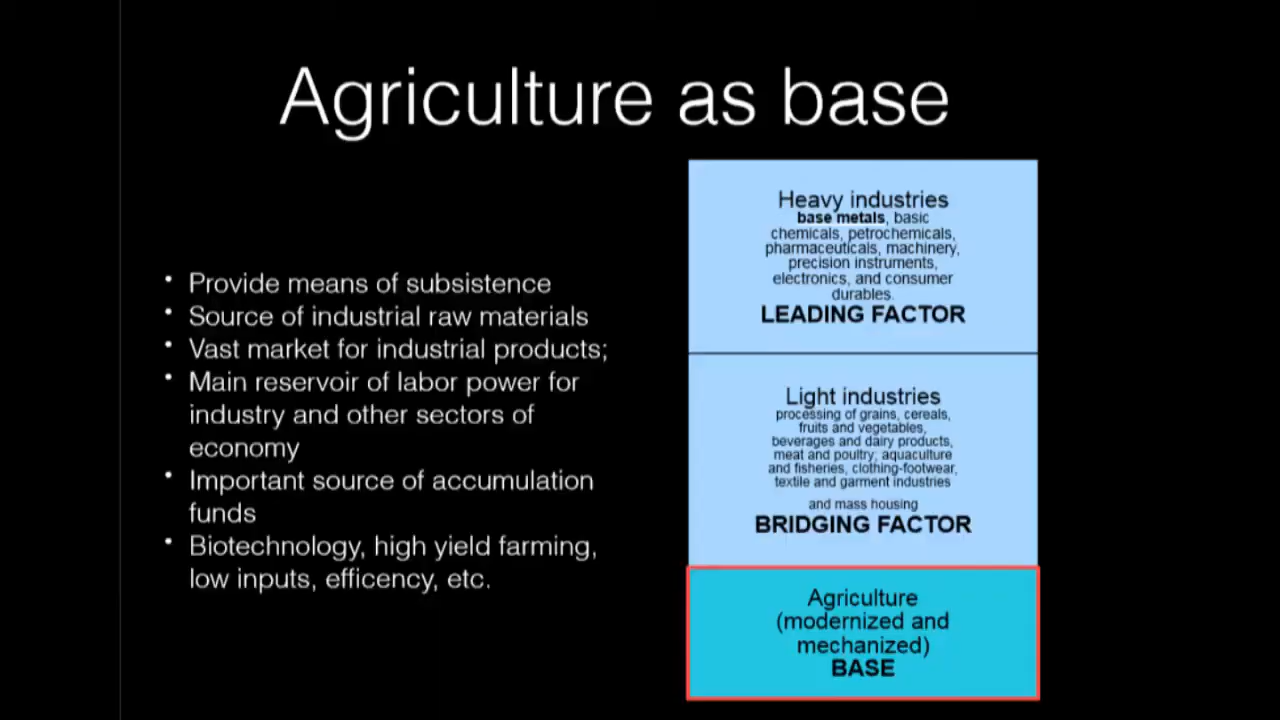 Agriculture as base
• Provide means of subsistence
• Source of industrial raw materials
• Vast market for industrial products;
• Main reservoir of labor power for
industry and other sectors of
economy
• Important source of accumulation
funds
• Biotechnology, high yield farming,
low inputs, efficency, etc.
Heavy industries
base metals, basic
chemicals, petrochemicals,
pharmaceuticals, machinery,
precision instruments,
electronics, and consumer
durables.
LEADING FACTOR
Light industries
processing of grains, cereals,
fruits and vegetables,
beverages and dairy products,
meat and poultry, aquaculture
and fisheries, clothing-footwear,
textile and garment industries
and mass housing
BRIDGING FACTOR
Agriculture
(modernized and
mechanized)
BASE